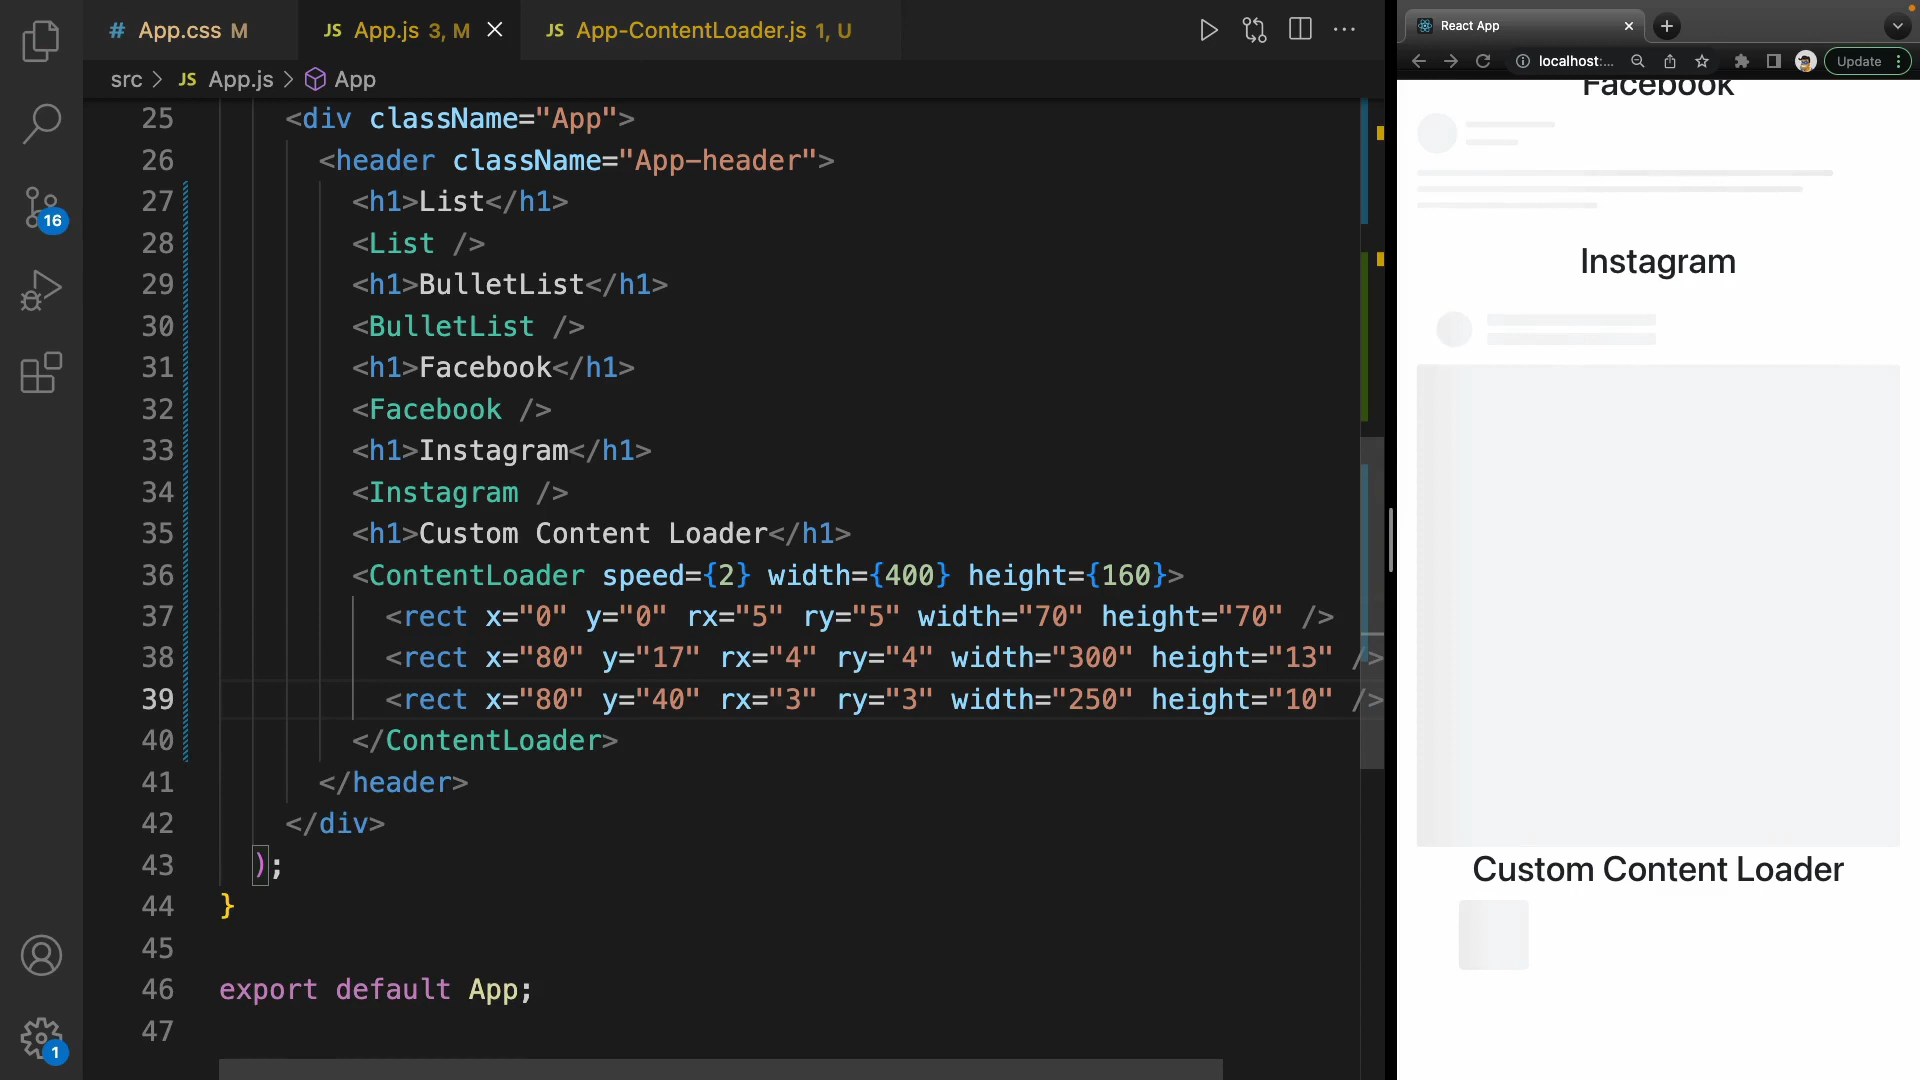 # App.css M
JS App.js 3, M
JS App-ContentLoader.js 1, U
src > JS App.js > App
25 <div className="App">
26 <header className="App-header">
27 <h1>List</h1>
28 <List />
29 <h1>BulletList</h1>
30 <BulletList />
31 <h1>Facebook</h1>
32 <Facebook />
33 <h1>Instagram</h1>
34 <Instagram />
35 <h1>Custom Content Loader</h1>
36 <ContentLoader speed={2} width={400} height={160}>
37 <rect x="0" y="0" rx="5" ry="5" width="70" height="70" />
38 <rect x="80" y="17" rx="4" ry="4" width="300" height="13" />
39 <rect x="80" y="40" rx="3" ry="3" width="250" height="10" />
40 </ContentLoader>
41 </header>
42 </div>
43 );
44 }
45
46 export default App;
47
16
1
React App
localhost:...
Update
Facebook
Instagram
Custom Content Loader